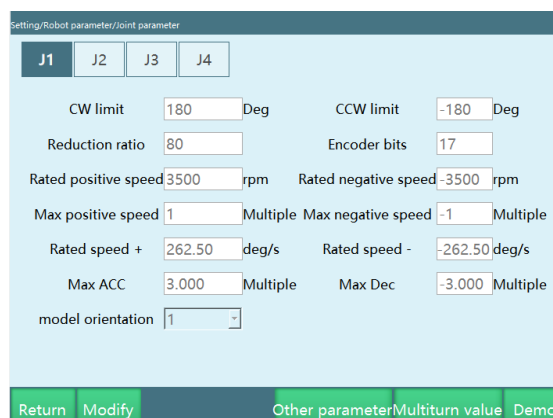 Setting/Robot parameter/Joint parameter
J1 J2 J3 J4
CW limit 180 Deg CCW limit -180 Deg
Reduction ratio 80 Encoder bits 17
Rated positive speed 3500 rpm Rated negative speed -3500 rpm
Max positive speed 1 Multiple Max negative speed -1 Multiple
Rated speed + 262.50 deg/s Rated speed - -262.50 deg/s
Max ACC 3.000 Multiple Max Dec -3.000 Multiple
model orientation 1
Return Modify Other parameter Multiturn value Demo